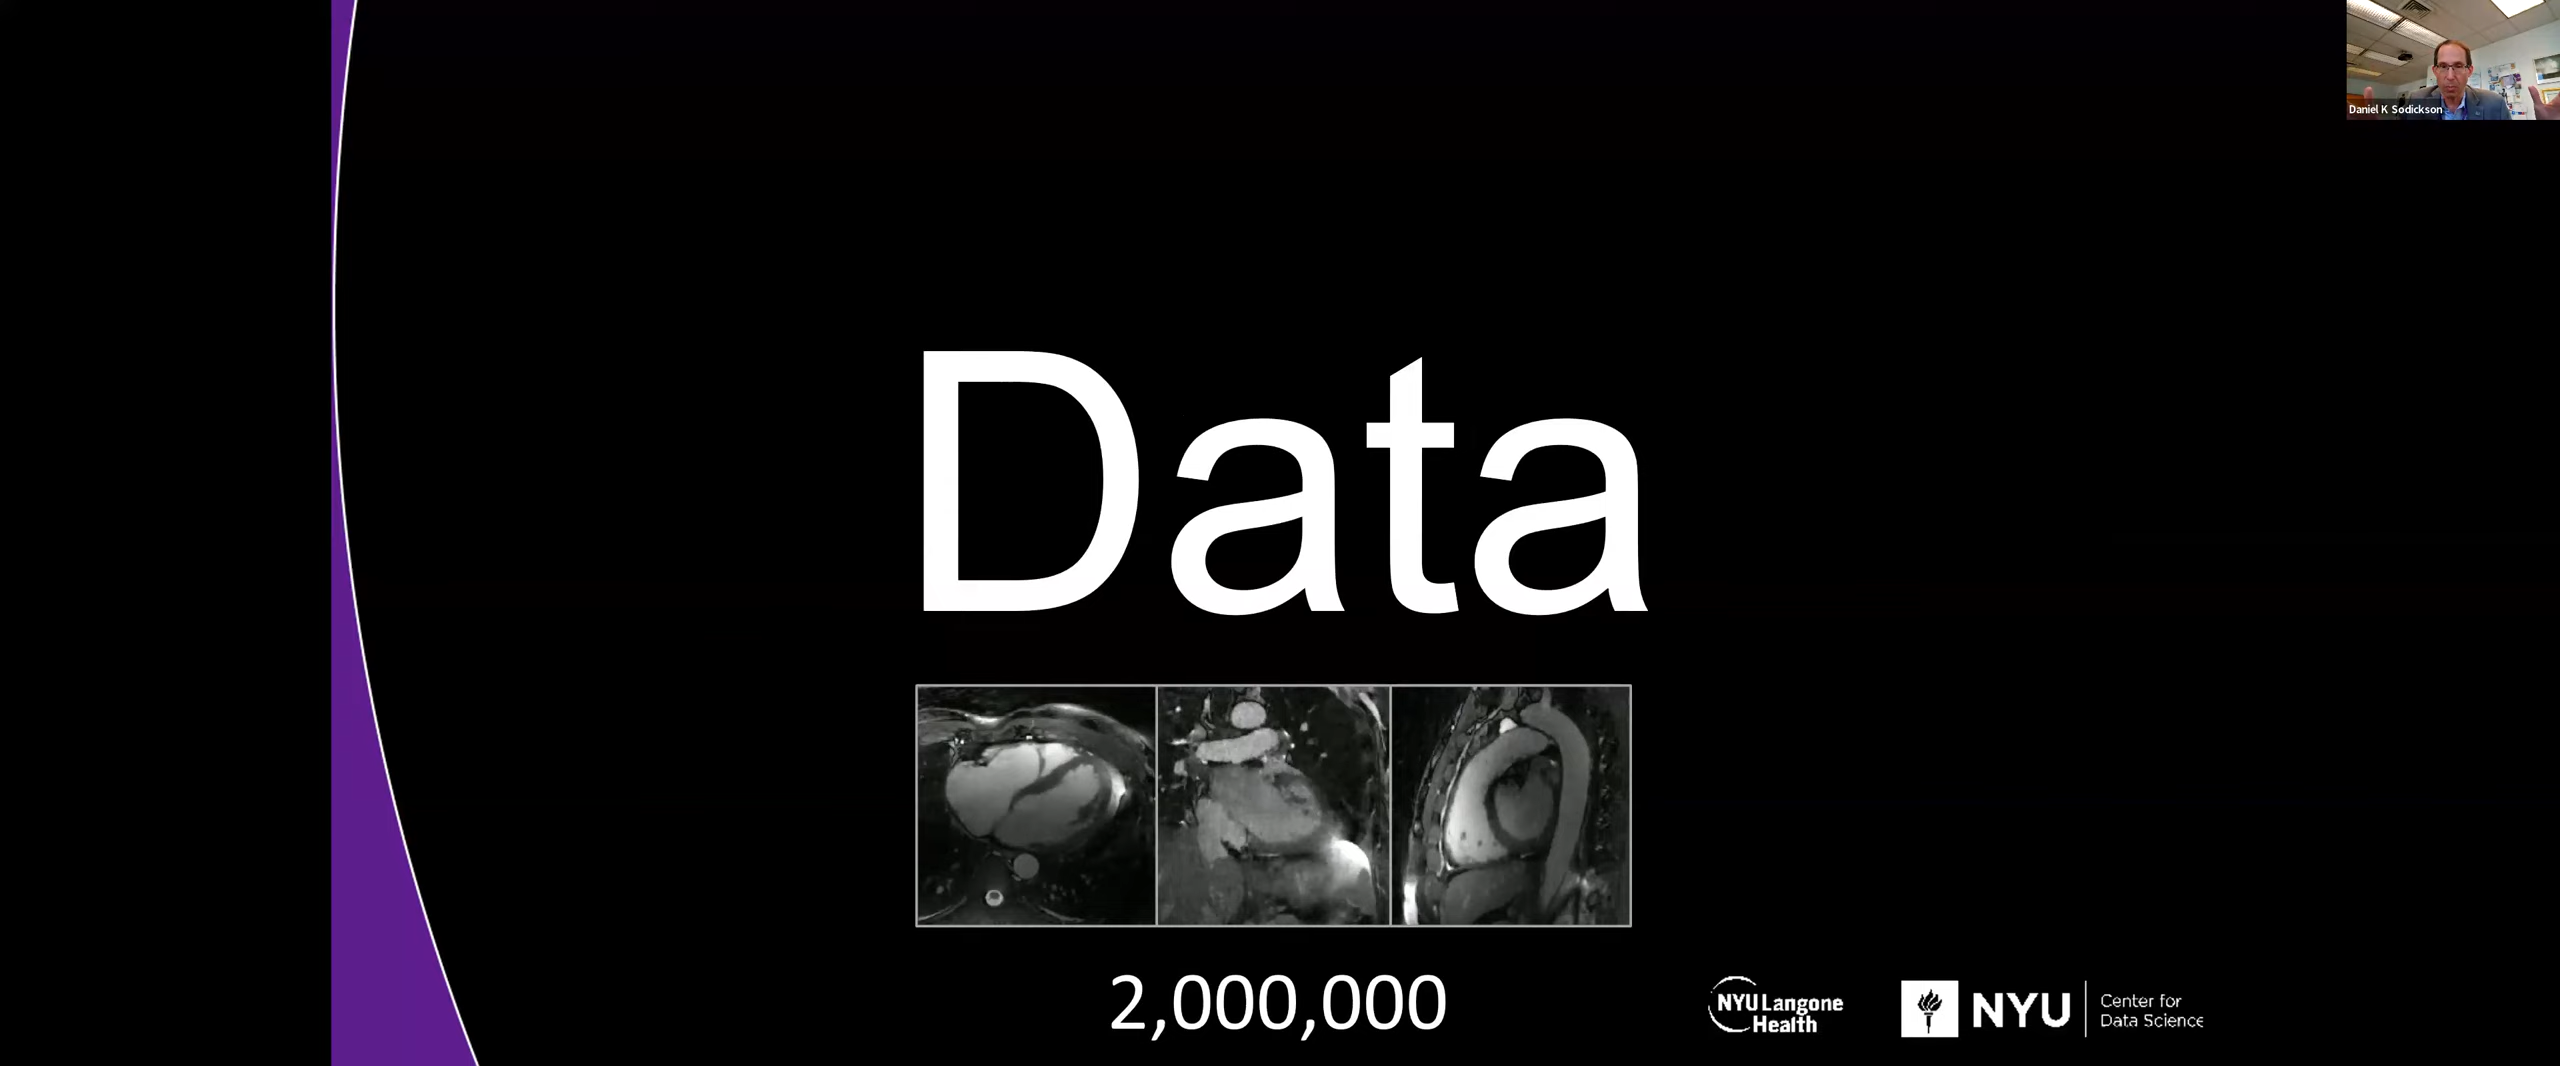 Daniel K Sodickson
Data
2,000,000
NYU Langone
Health
NYU
Center for
Data Science